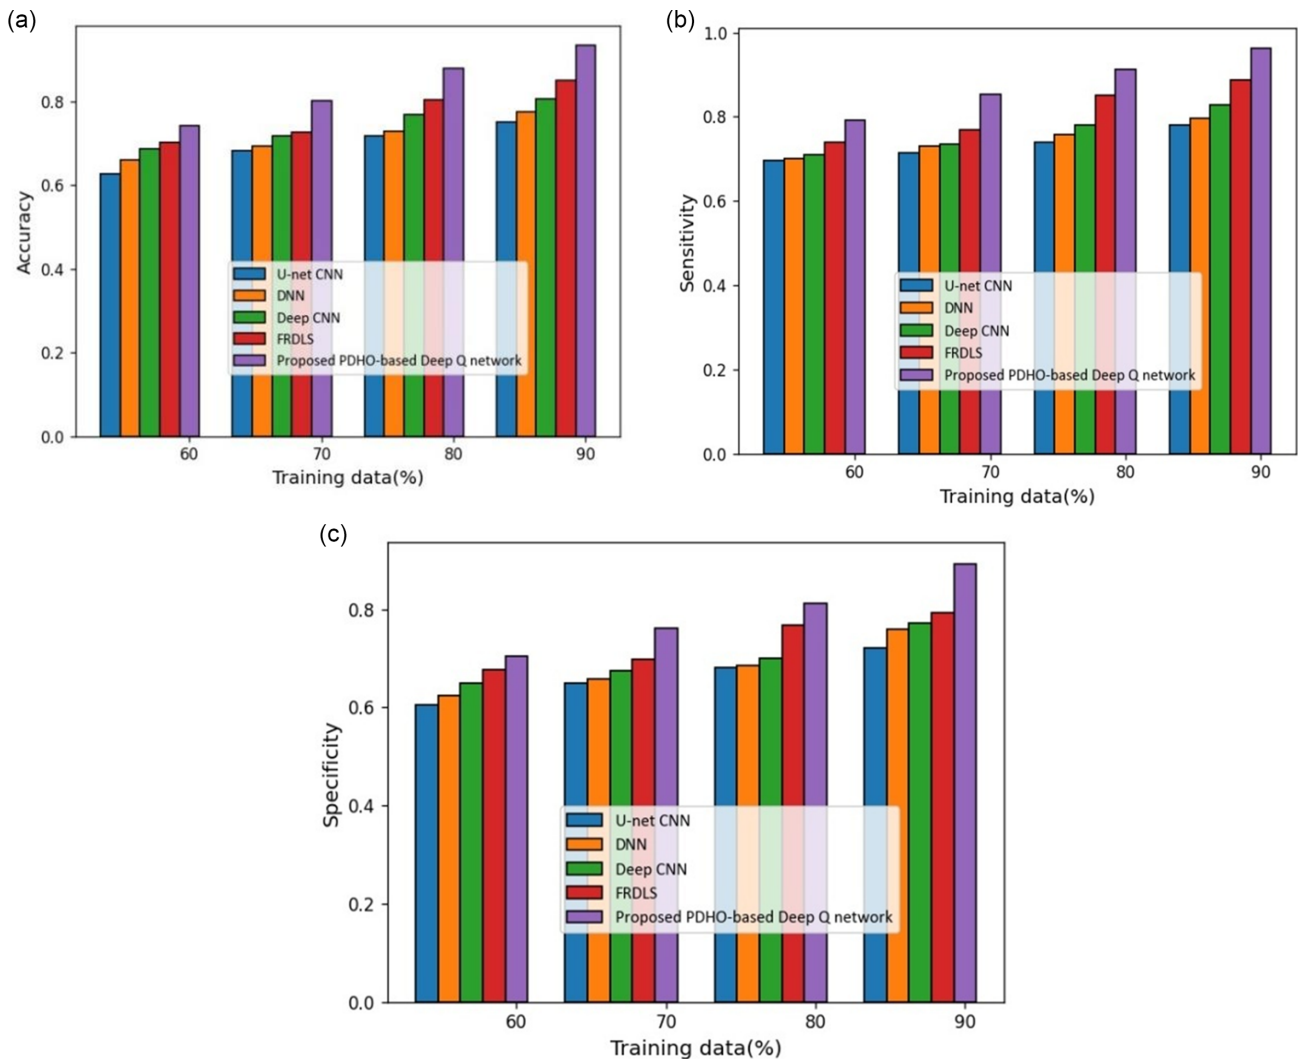 (a)
Accuracy
0.8
0.6
0.4
0.2
0.0
U-net CNN
DNN
Deep CNN
FRDLS
Proposed PDHO-based Deep Q network
60 70 80 90
Training data(%)
(b)
Sensitivity
1.0
0.8
0.6
0.4
0.2
0.0
U-net CNN
DNN
Deep CNN
FRDLS
Proposed PDHO-based Deep Q network
60 70 80 90
Training data(%)
(c)
Specificity
0.8
0.6
0.4
0.2
0.0
U-net CNN
DNN
Deep CNN
FRDLS
Proposed PDHO-based Deep Q network
60 70 80 90
Training data(%)